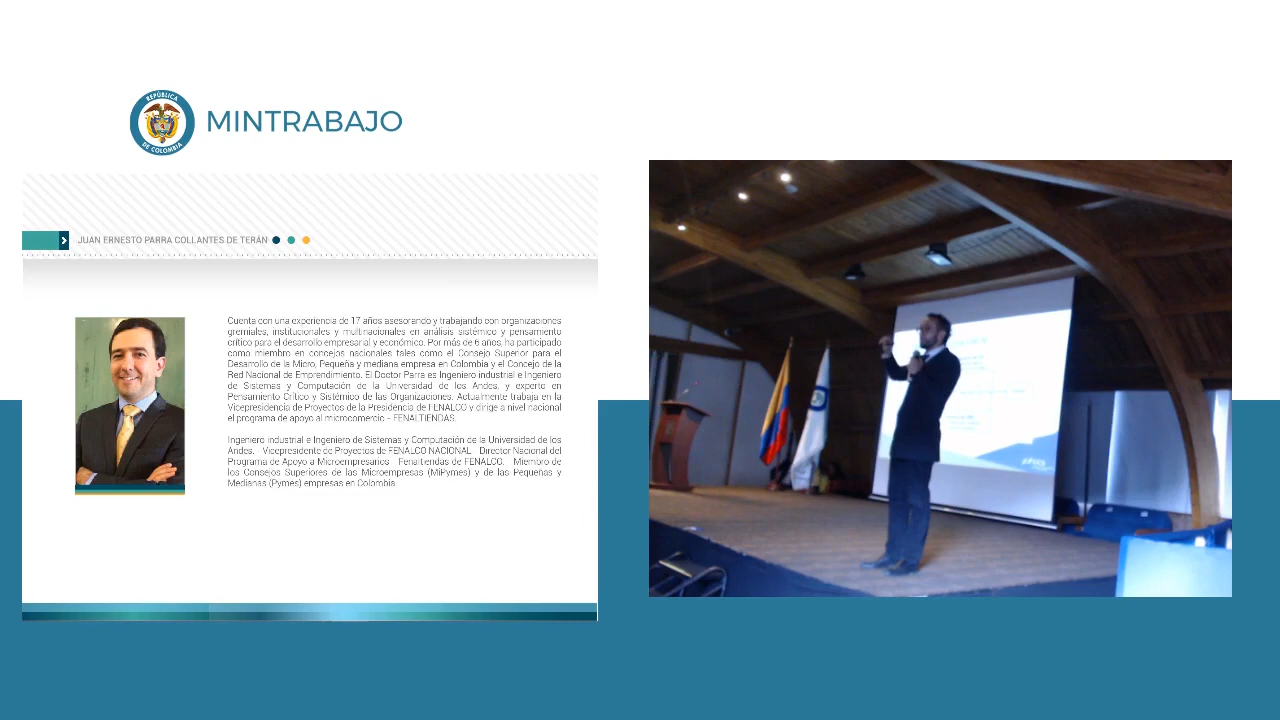 REPÚBLICA
DE COLOMBIA
MINTRABAJO
JUAN ERNESTO PARRA COLLANTES DE TERÁN
Cuenta con una experiencia de 17 años asesorando y trabajando con organizaciones
gremiales, institucionales y multinacionales en análisis sistémico y pensamiento
critico para el desarrollo empresarial y económico. Por más de 6 años, ha participado
como miembro en concejos nacionales tales como el Consejo Superior para el
Desarrollo de la Micro, Pequeña y mediana empresa en Colombia y el Concejo de la
Red Nacional de Emprendimiento. El Doctor Parra es Ingeniero industrial e Ingeniero
de Sistemas y Computación de la Universidad de los Andes, y experto en
Pensamiento Crítico y Sistémico de las Organizaciones. Actualmente trabaja en la
Vicepresidencia de Proyectos de la Presidencia de FENALCO y dirige a nivel nacional
el programa de apoyo al microcomercio – FENALTIENDAS.
Ingeniero Industrial e Ingeniero de Sistemas y Computación de la Universidad de los
Andes. Vicepresidente de Proyectos de FENALCO NACIONAL Director Nacional del
Programa de Apoyo a Microempresarios Fenaltiendas de FENALCO. Miembro de
los Consejos Superiores de las Microempresas (MiPymes) y de las Pequeñas y
Medianas (Pymes) empresas en Colombia.